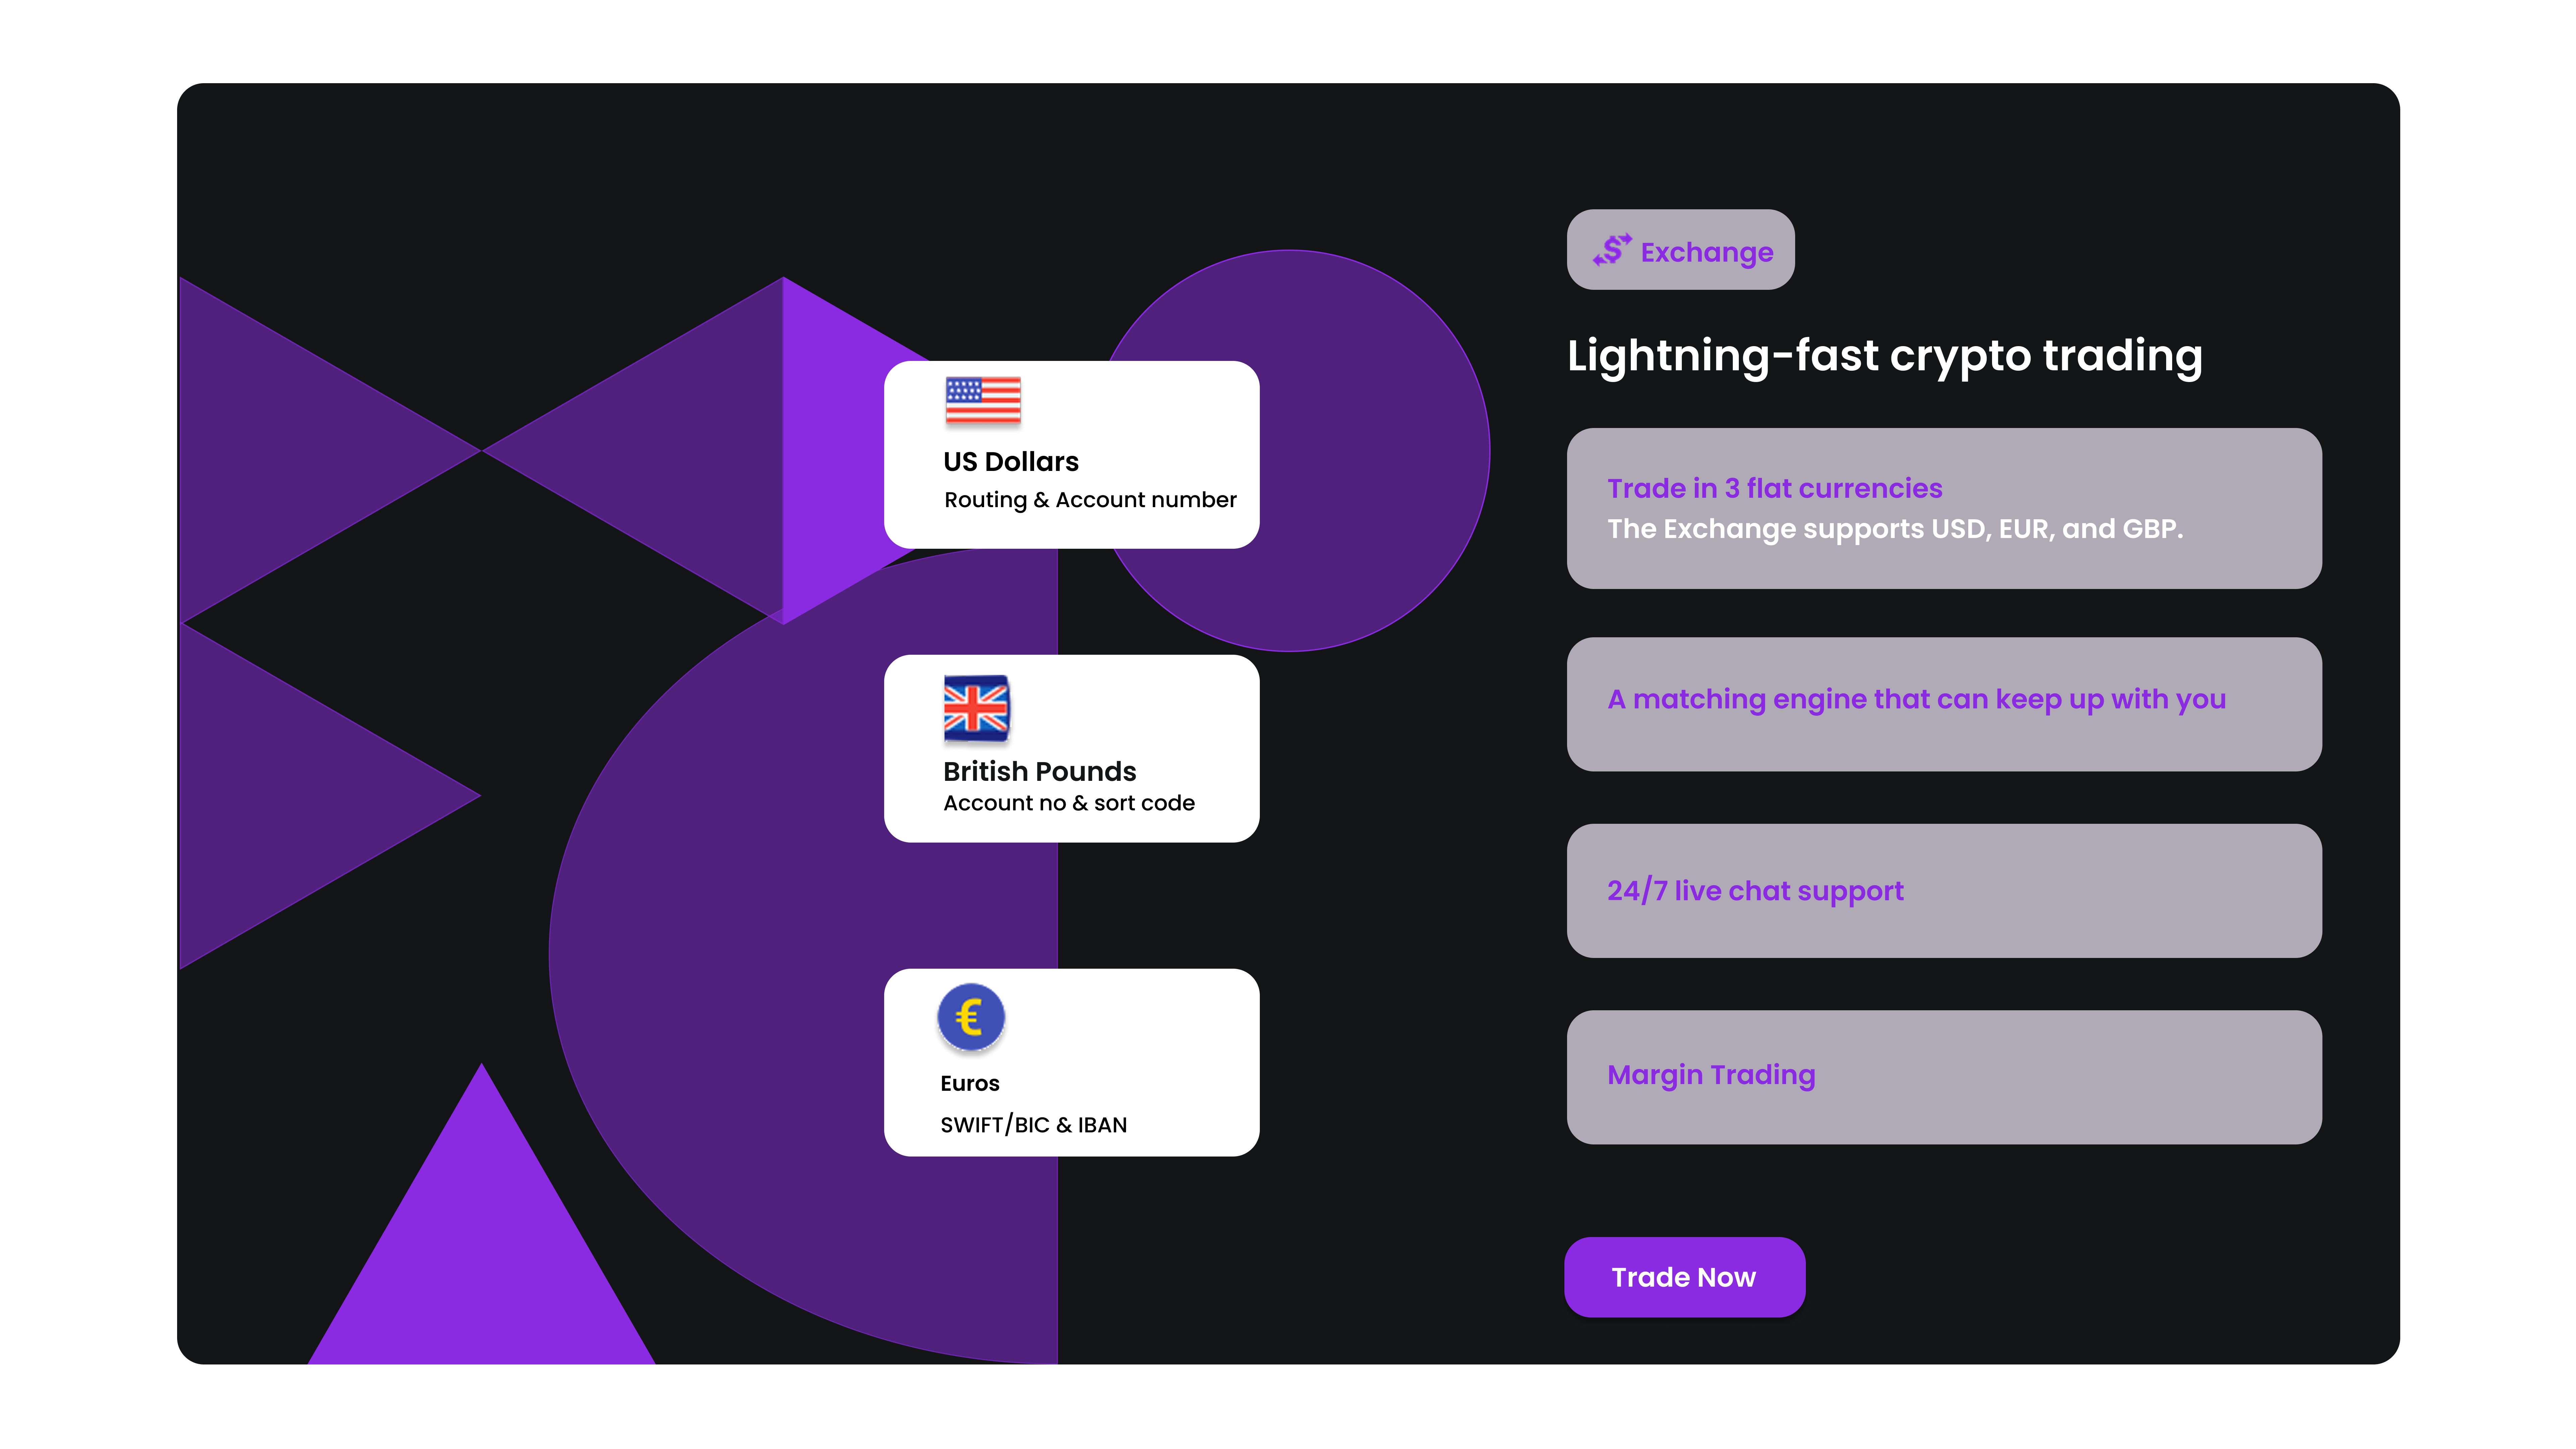 US Dollars
Routing & Account number
British Pounds
Account no & sort code
€
Euros
SWIFT/BIC & IBAN
$ Exchange
Lightning-fast crypto trading
Trade in 3 flat currencies
The Exchange supports USD, EUR, and GBP.
A matching engine that can keep up with you
24/7 live chat support
Margin Trading
Trade Now